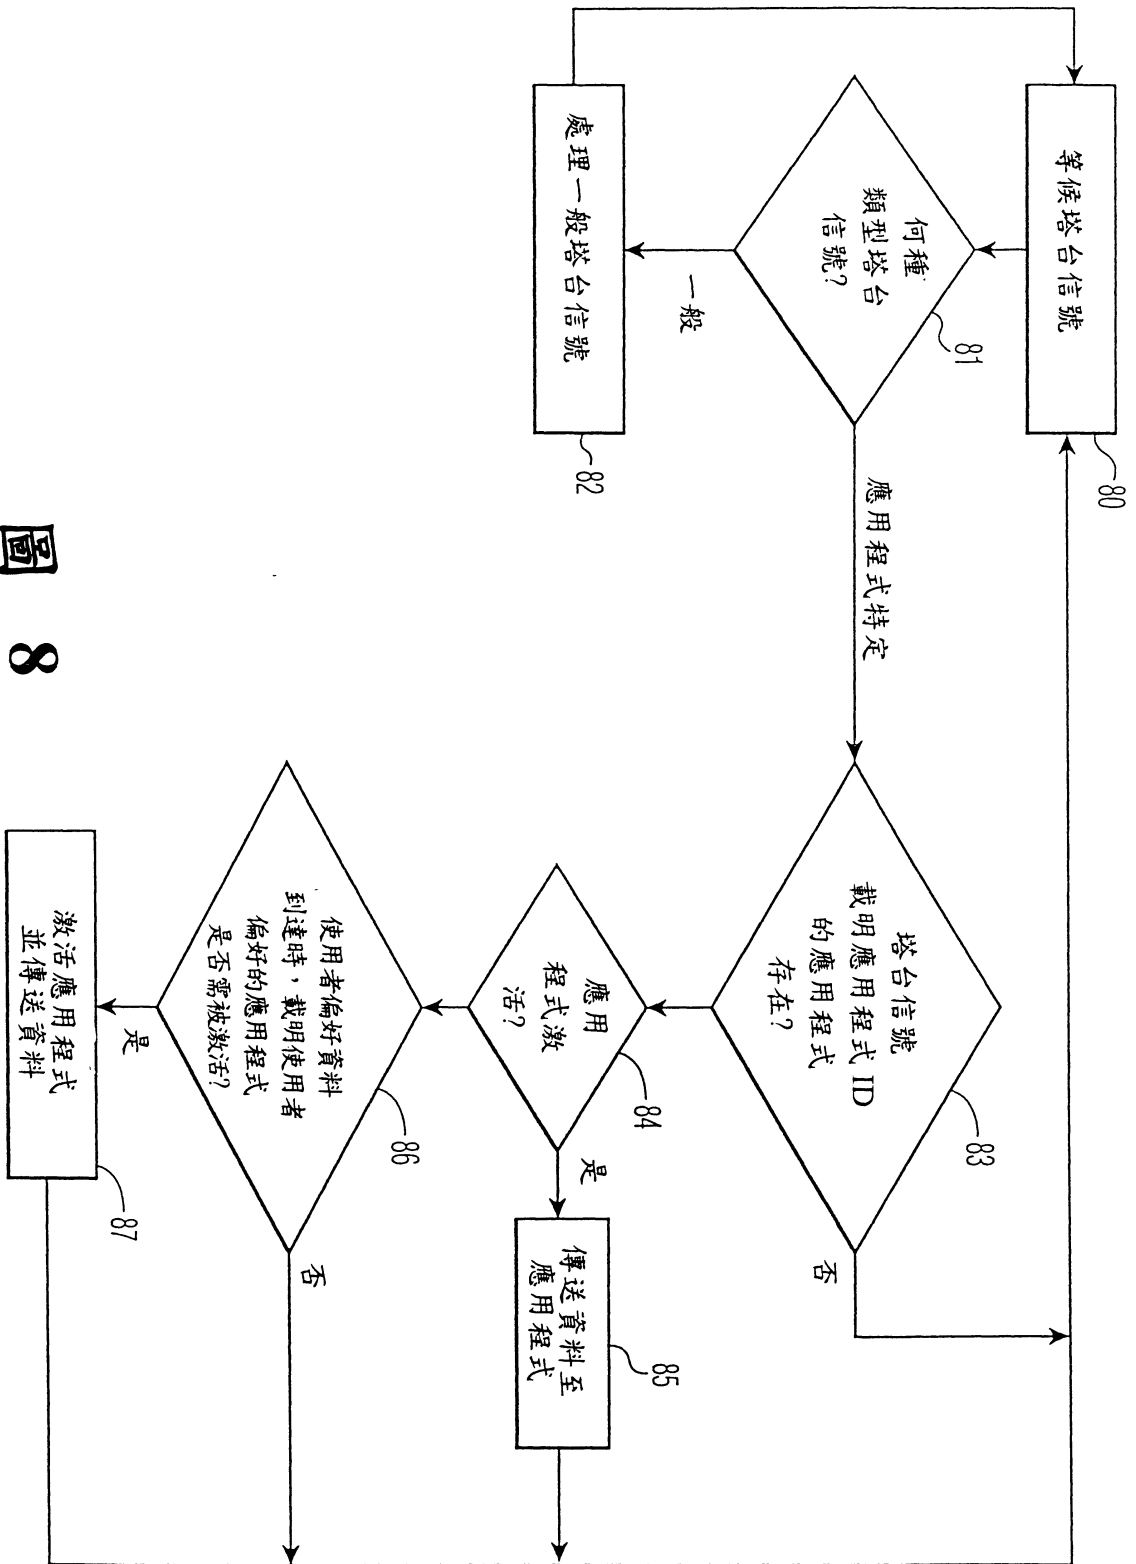 等候塔台信號
80
何種
類型塔台
信號?
81
一般
處理一般塔台信號
82
應用程式特定
塔台信號
載明應用程式 ID
的應用程式
存在?
83
否
應用
程式激
活?
84
是
傳送資料至
應用程式
85
使用者偏好資料
到達時,載明使用者
偏好的應用程式
是否需被激活?
86
否
是
激活應用程式
並傳送資料
87
圖 8